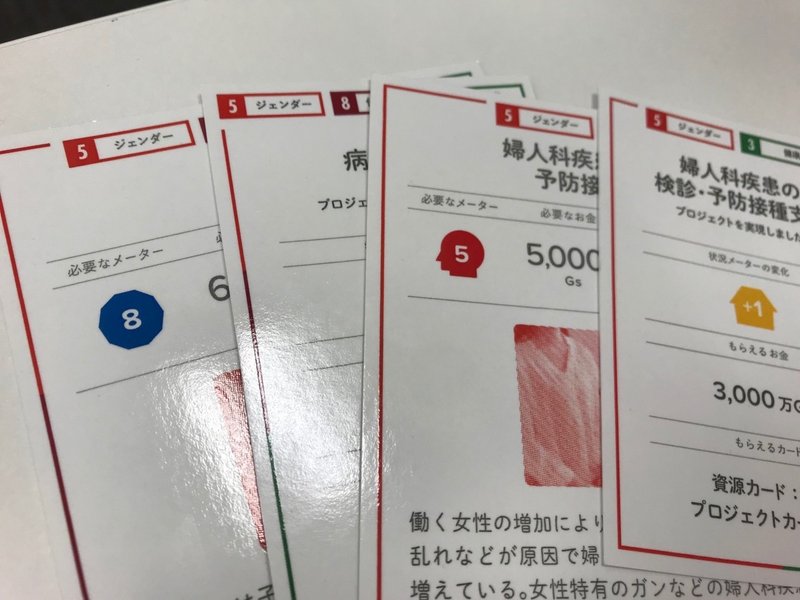 5 ジェンダー
必要なメーター
8
6
5 ジェンダー 8
病
プロジェ
5 ジェンダー
婦人科疾患
予防接
必要なメーター 必要なお金
5 5,000
Gs
働く女性の増加により
乱れなどが原因で婦
増えている。女性特有のガンなどの婦人科疾
5 ジェンダー 3 健康
婦人科疾患の
検診・予防接種支
プロジェクトを実現しました
状況メーターの変化
+1
もらえるお金
3,000 万G
もらえるカード
資源カード：
プロジェクトカー